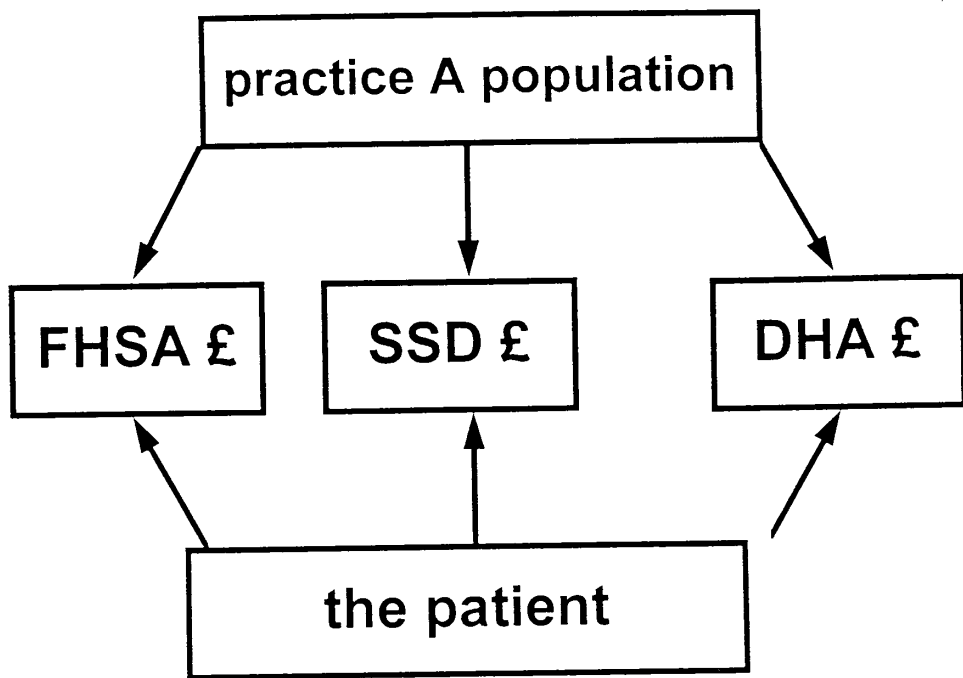 practice A population
FHSA £
SSD £
DHA £
the patient